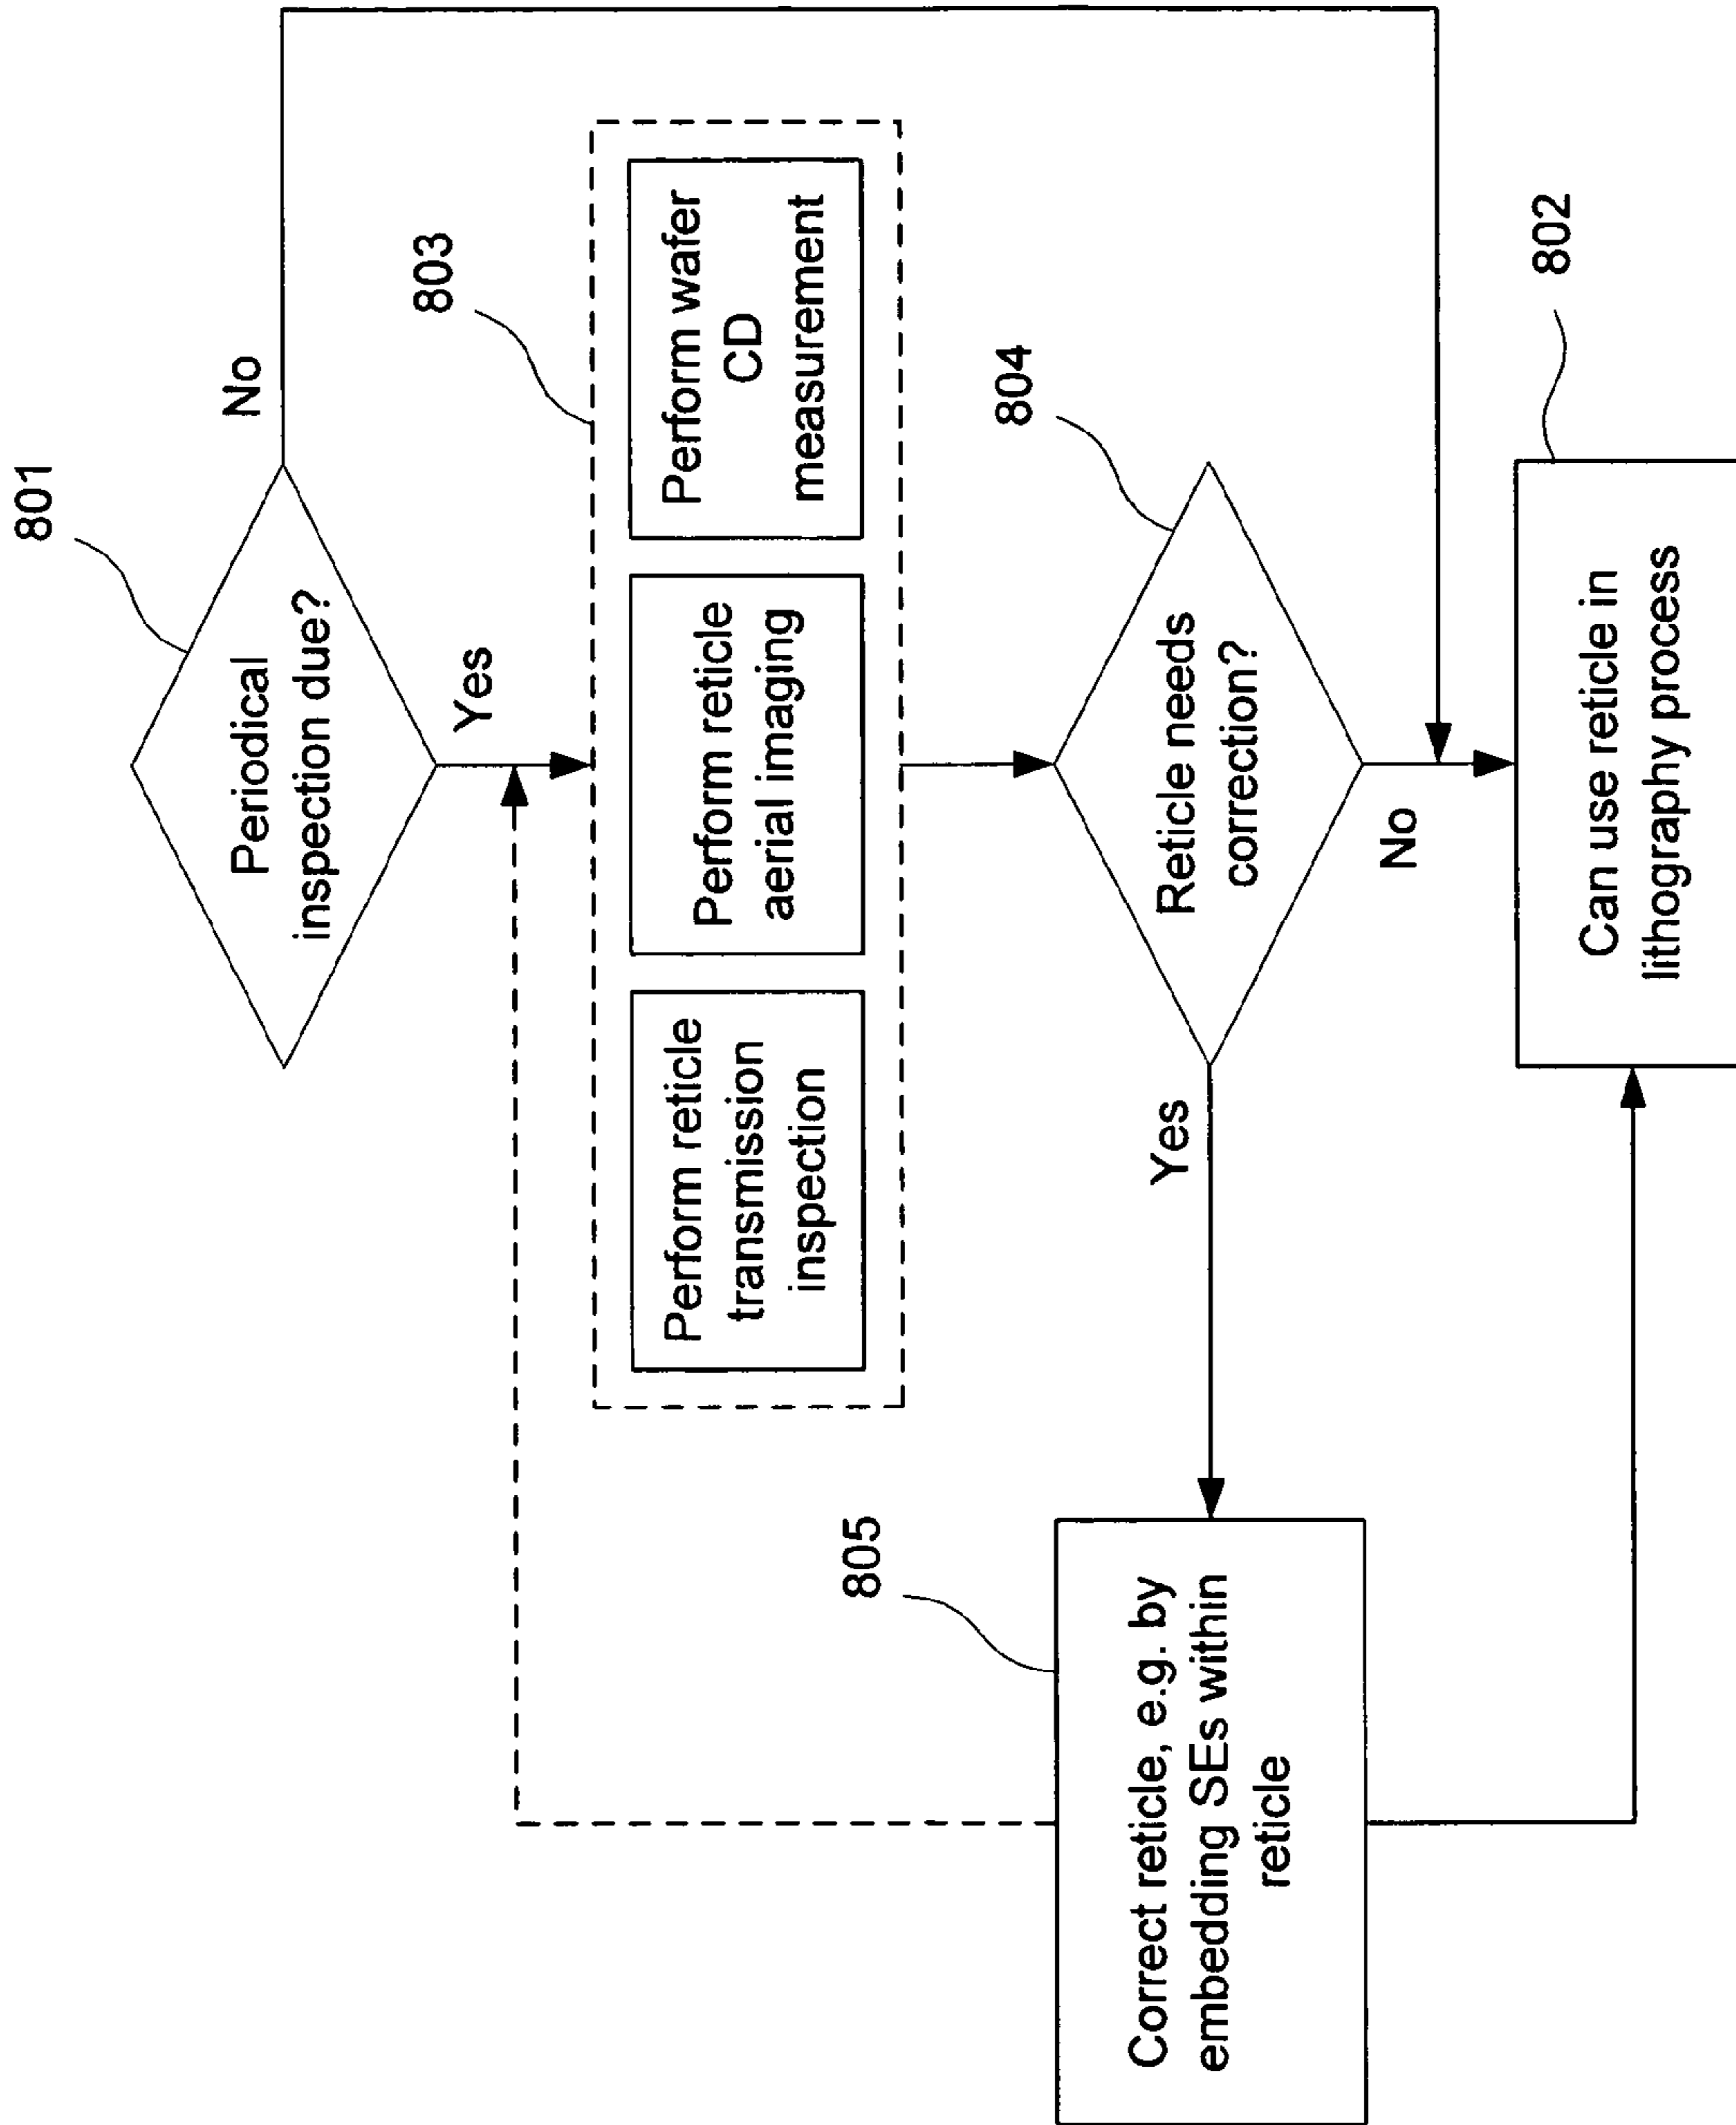 801
Periodical
inspection due?
No
Yes
803
Perform reticle
transmission
inspection
Perform reticle
aerial imaging
Perform wafer
CD
measurement
804
Reticle needs
correction?
Yes
No
805
Correct reticle, e.g. by
embedding SEs within
reticle
802
Can use reticle in
lithography process